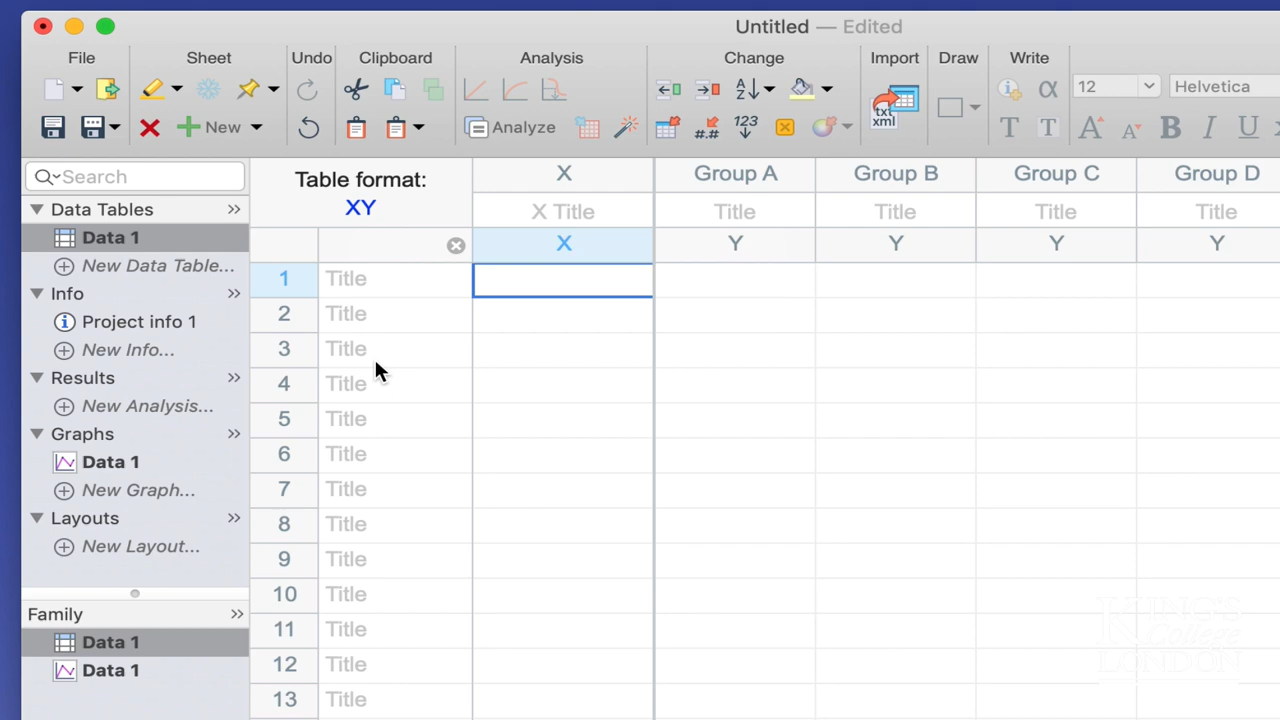 Untitled — Edited
File Sheet Undo Clipboard Analysis Change Import Draw Write
12 Helvetica
txt
xml
New Analyze #.# 123 T T A A B I U
A
Z
α
Search
Table format:
XY
X Group A Group B Group C Group D
X Title Title Title Title Title
X Y Y Y Y
Data Tables »
Data 1
New Data Table...
Info »
Project info 1
New Info...
Results »
New Analysis...
Graphs »
Data 1
New Graph...
Layouts »
New Layout...
Family »
Data 1
Data 1
1 Title
2 Title
3 Title
4 Title
5 Title
6 Title
7 Title
8 Title
9 Title
10 Title
11 Title
12 Title
13 Title
KING'S
College
LONDON